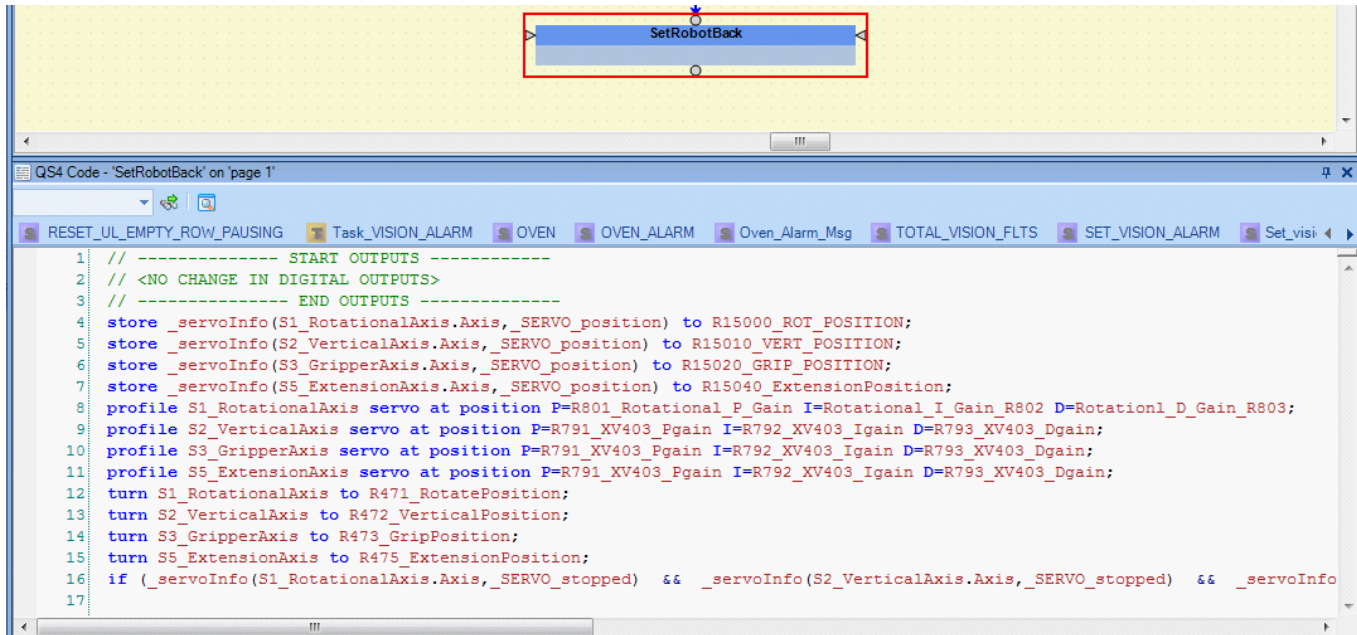 SetRobotBack
QS4 Code - 'SetRobotBack' on 'page 1'
RESET_UL_EMPTY_ROW_PAUSING Task_VISION_ALARM OVEN OVEN_ALARM Oven_Alarm_Msg TOTAL_VISION_FLTS SET_VISION_ALARM Set_visi
1 // -------------- START OUTPUTS ------------
2 // <NO CHANGE IN DIGITAL OUTPUTS>
3 // --------------- END OUTPUTS --------------
4 store _servoInfo(S1_RotationalAxis.Axis,_SERVO_position) to R15000_ROT_POSITION;
5 store _servoInfo(S2_VerticalAxis.Axis,_SERVO_position) to R15010_VERT_POSITION;
6 store _servoInfo(S3_GripperAxis.Axis,_SERVO_position) to R15020_GRIP_POSITION;
7 store _servoInfo(S5_ExtensionAxis.Axis,_SERVO_position) to R15040_ExtensionPosition;
8 profile S1_RotationalAxis servo at position P=R801_Rotational_P_Gain I=Rotational_I_Gain_R802 D=Rotationl_D_Gain_R803;
9 profile S2_VerticalAxis servo at position P=R791_XV403_Pgain I=R792_XV403_Igain D=R793_XV403_Dgain;
10 profile S3_GripperAxis servo at position P=R791_XV403_Pgain I=R792_XV403_Igain D=R793_XV403_Dgain;
11 profile S5_ExtensionAxis servo at position P=R791_XV403_Pgain I=R792_XV403_Igain D=R793_XV403_Dgain;
12 turn S1_RotationalAxis to R471_RotatePosition;
13 turn S2_VerticalAxis to R472_VerticalPosition;
14 turn S3_GripperAxis to R473_GripPosition;
15 turn S5_ExtensionAxis to R475_ExtensionPosition;
16 if (_servoInfo(S1_RotationalAxis.Axis,_SERVO_stopped) && _servoInfo(S2_VerticalAxis.Axis,_SERVO_stopped) && _servoInfo
17